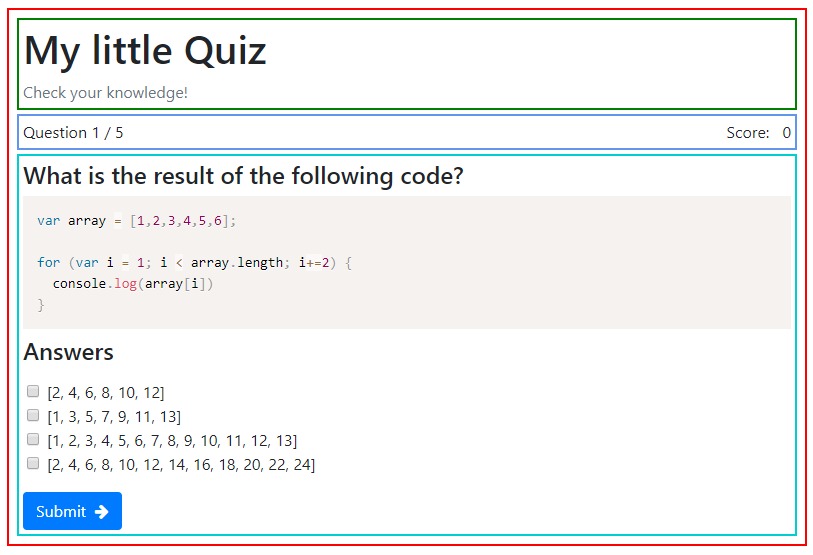 My little Quiz
Check your knowledge!
Question 1 / 5 Score: 0
What is the result of the following code?
var array = [1,2,3,4,5,6];
for (var i = 1; i < array.length; i+=2) {
  console.log(array[i])
}
Answers
[2, 4, 6, 8, 10, 12]
[1, 3, 5, 7, 9, 11, 13]
[1, 2, 3, 4, 5, 6, 7, 8, 9, 10, 11, 12, 13]
[2, 4, 6, 8, 10, 12, 14, 16, 18, 20, 22, 24]
Submit